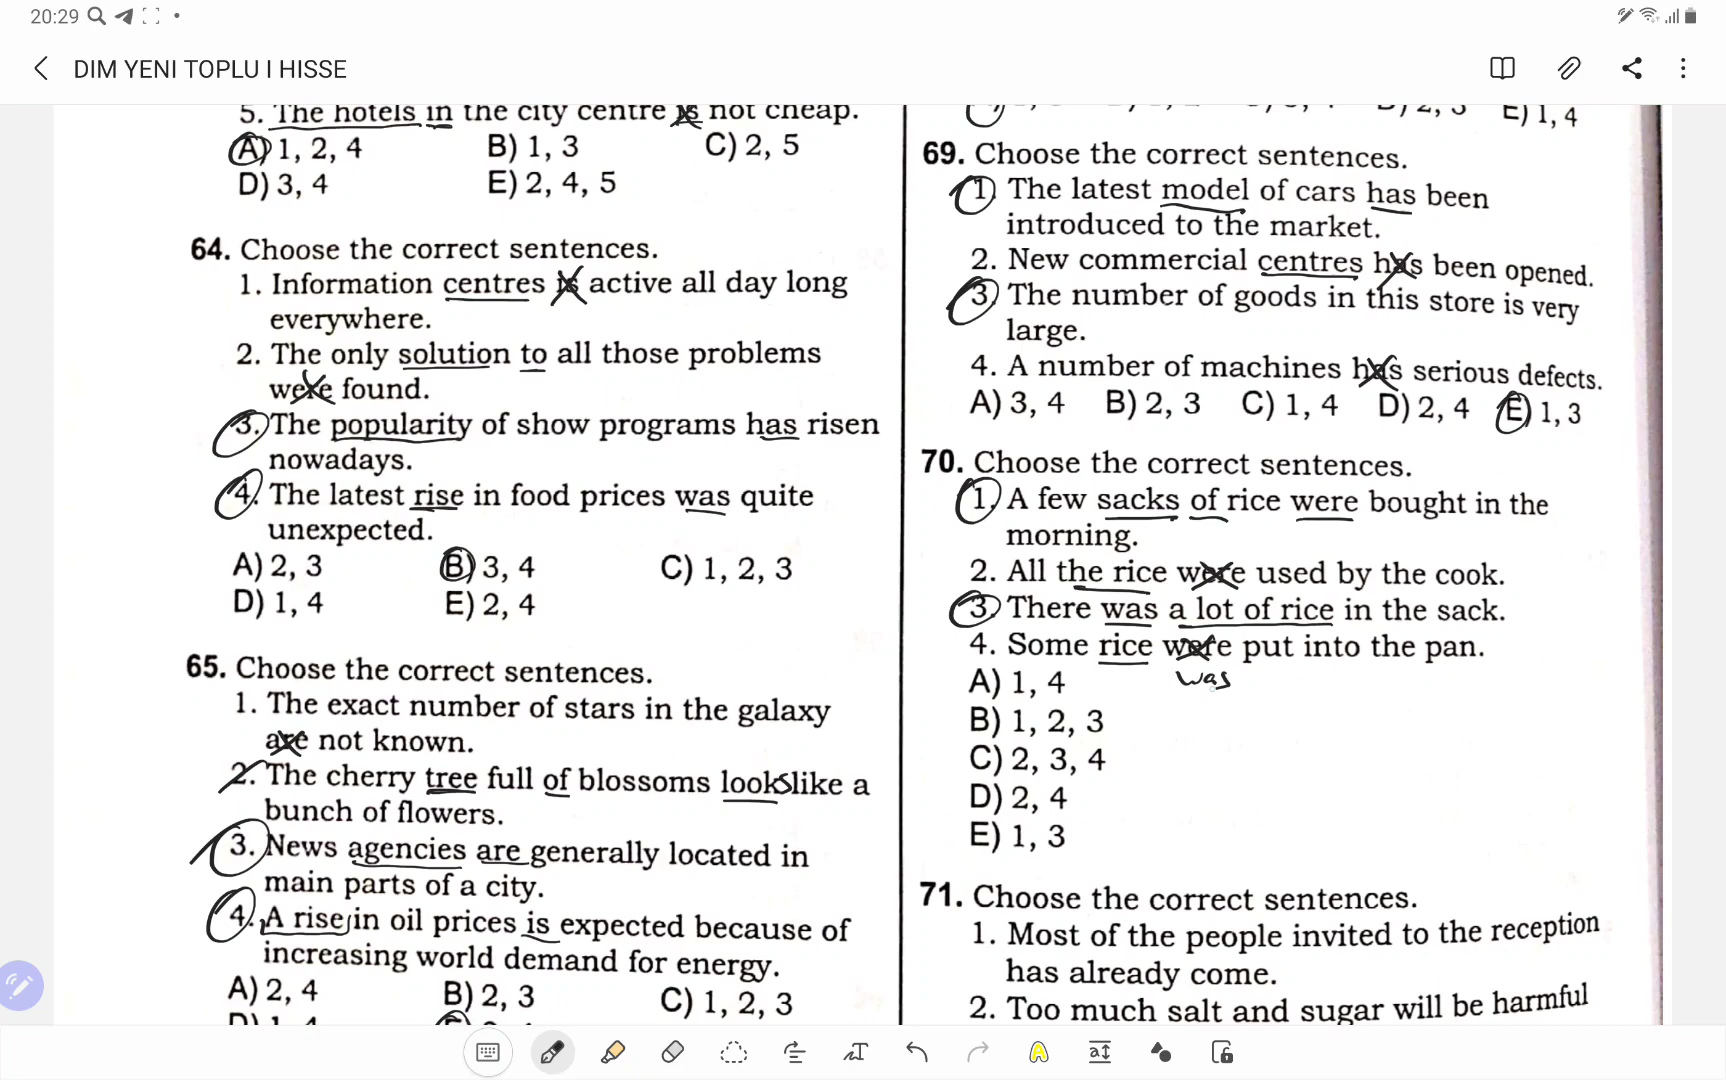 20:29
DIM YENI TOPLU I HISSE
5. The hotels in the city centre is not cheap.
A) 1, 2, 4 B) 1, 3 C) 2, 5
D) 3, 4 E) 2, 4, 5
64. Choose the correct sentences.
1. Information centres is active all day long
everywhere.
2. The only solution to all those problems
were found.
3. The popularity of show programs has risen
nowadays.
4. The latest rise in food prices was quite
unexpected.
A) 2, 3 B) 3, 4 C) 1, 2, 3
D) 1, 4 E) 2, 4
65. Choose the correct sentences.
1. The exact number of stars in the galaxy
are not known.
2. The cherry tree full of blossoms looks like a
bunch of flowers.
3. News agencies are generally located in
main parts of a city.
4. A rise in oil prices is expected because of
increasing world demand for energy.
A) 2, 4 B) 2, 3 C) 1, 2, 3
E) 1, 4
69. Choose the correct sentences.
1. The latest model of cars has been
introduced to the market.
2. New commercial centres has been opened.
3. The number of goods in this store is very
large.
4. A number of machines has serious defects.
A) 3, 4 B) 2, 3 C) 1, 4 D) 2, 4 E) 1, 3
70. Choose the correct sentences.
1. A few sacks of rice were bought in the
morning.
2. All the rice were used by the cook.
3. There was a lot of rice in the sack.
4. Some rice were put into the pan.
was
A) 1, 4
B) 1, 2, 3
C) 2, 3, 4
D) 2, 4
E) 1, 3
71. Choose the correct sentences.
1. Most of the people invited to the reception
has already come.
2. Too much salt and sugar will be harmful